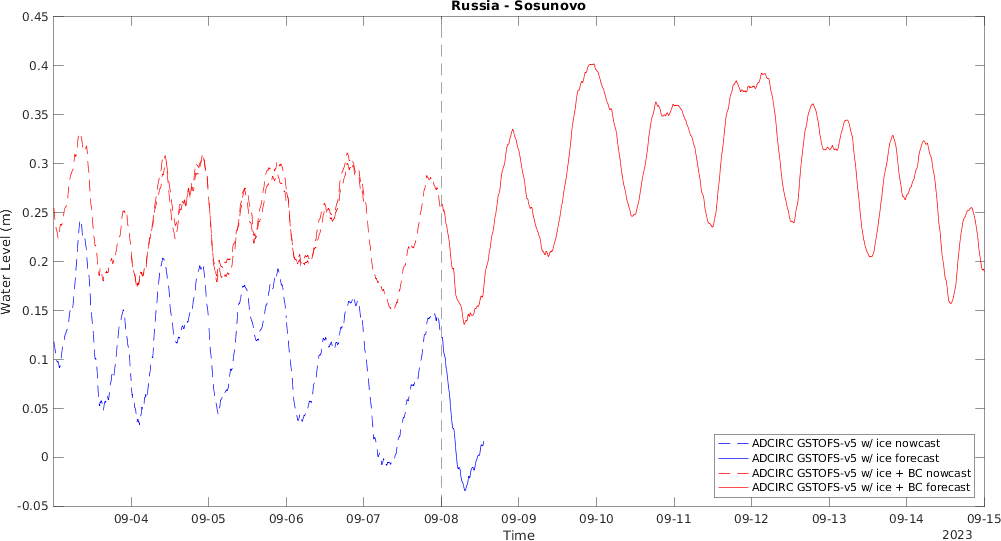 Russia - Sosunovo
0.45
0.4
0.35
0.3
0.25
0.2
0.15
0.1
0.05
0
-0.05
Water Level (m)
ADCIRC GSTOFS-v5 w/ ice nowcast
ADCIRC GSTOFS-v5 w/ ice forecast
ADCIRC GSTOFS-v5 w/ ice + BC nowcast
ADCIRC GSTOFS-v5 w/ ice + BC forecast
09-04 09-05 09-06 09-07 09-08 09-09 09-10 09-11 09-12 09-13 09-14 09-15
Time
2023